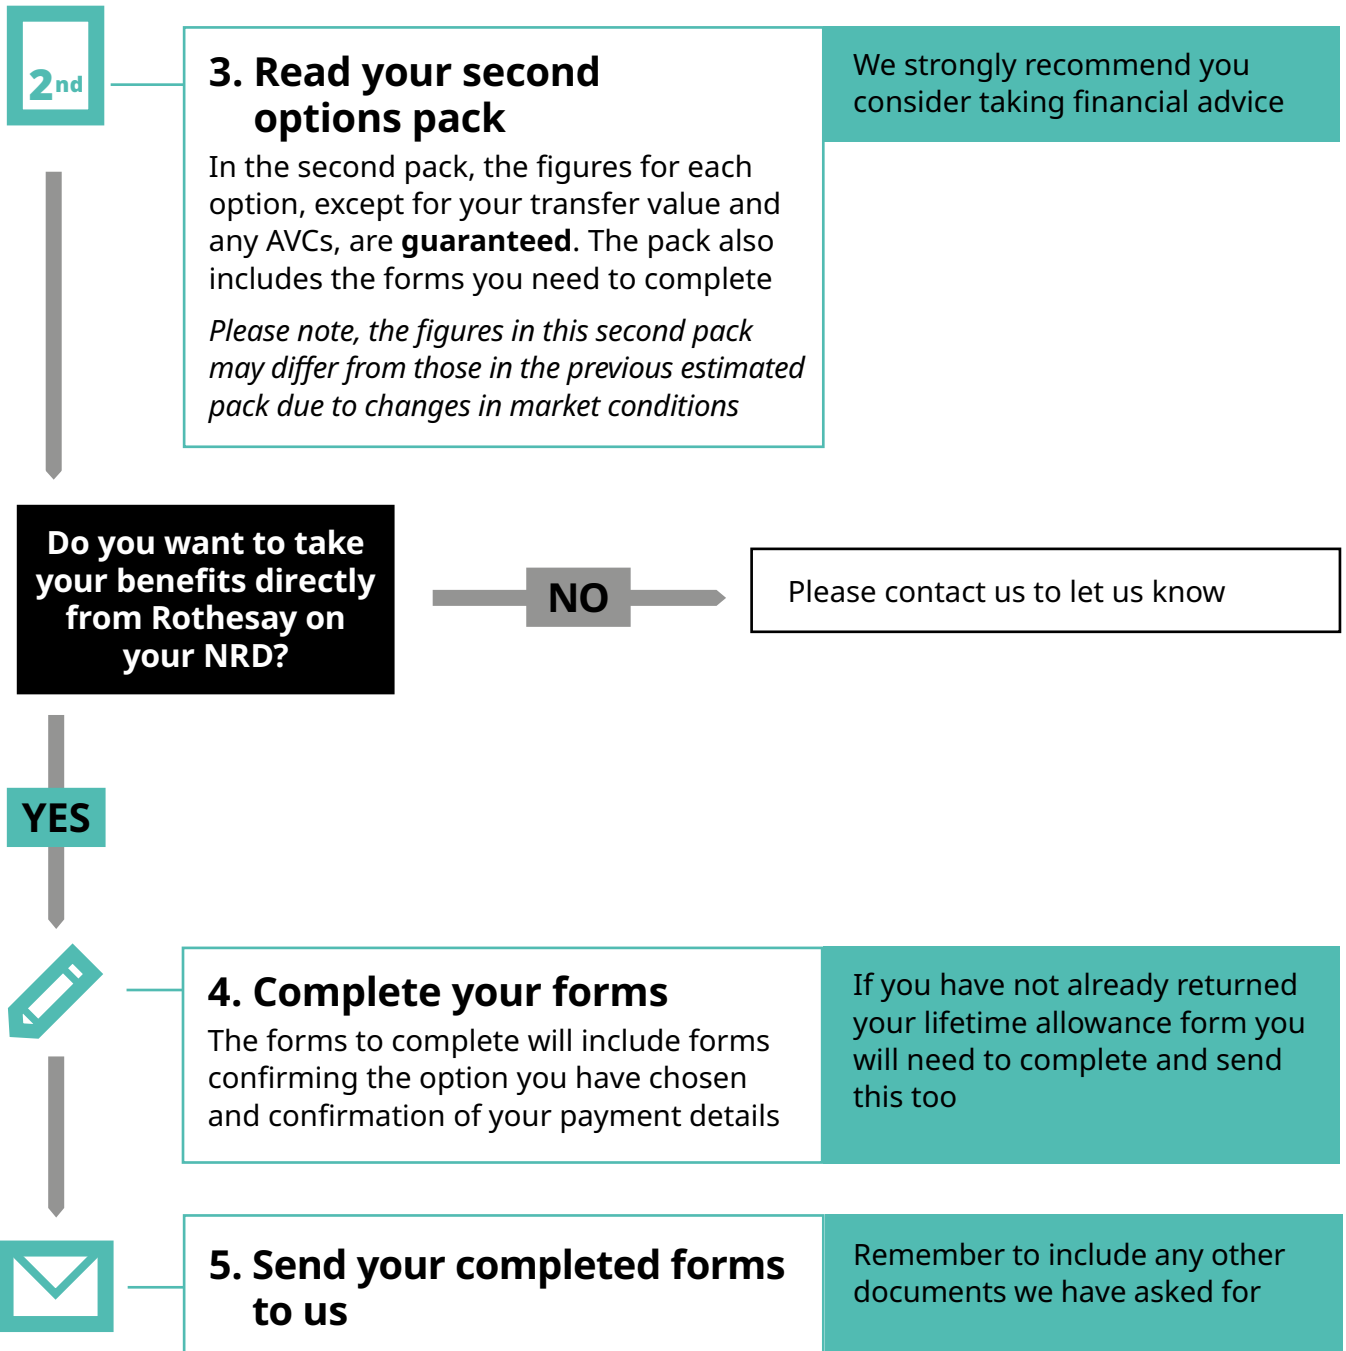 2nd
3. Read your second
options pack
In the second pack, the figures for each
option, except for your transfer value and
any AVCs, are guaranteed. The pack also
includes the forms you need to complete
Please note, the figures in this second pack
may differ from those in the previous estimated
pack due to changes in market conditions
We strongly recommend you
consider taking financial advice
Do you want to take
your benefits directly
from Rothesay on
your NRD?
NO
Please contact us to let us know
YES
4. Complete your forms
The forms to complete will include forms
confirming the option you have chosen
and confirmation of your payment details
If you have not already returned
your lifetime allowance form you
will need to complete and send
this too
5. Send your completed forms
to us
Remember to include any other
documents we have asked for